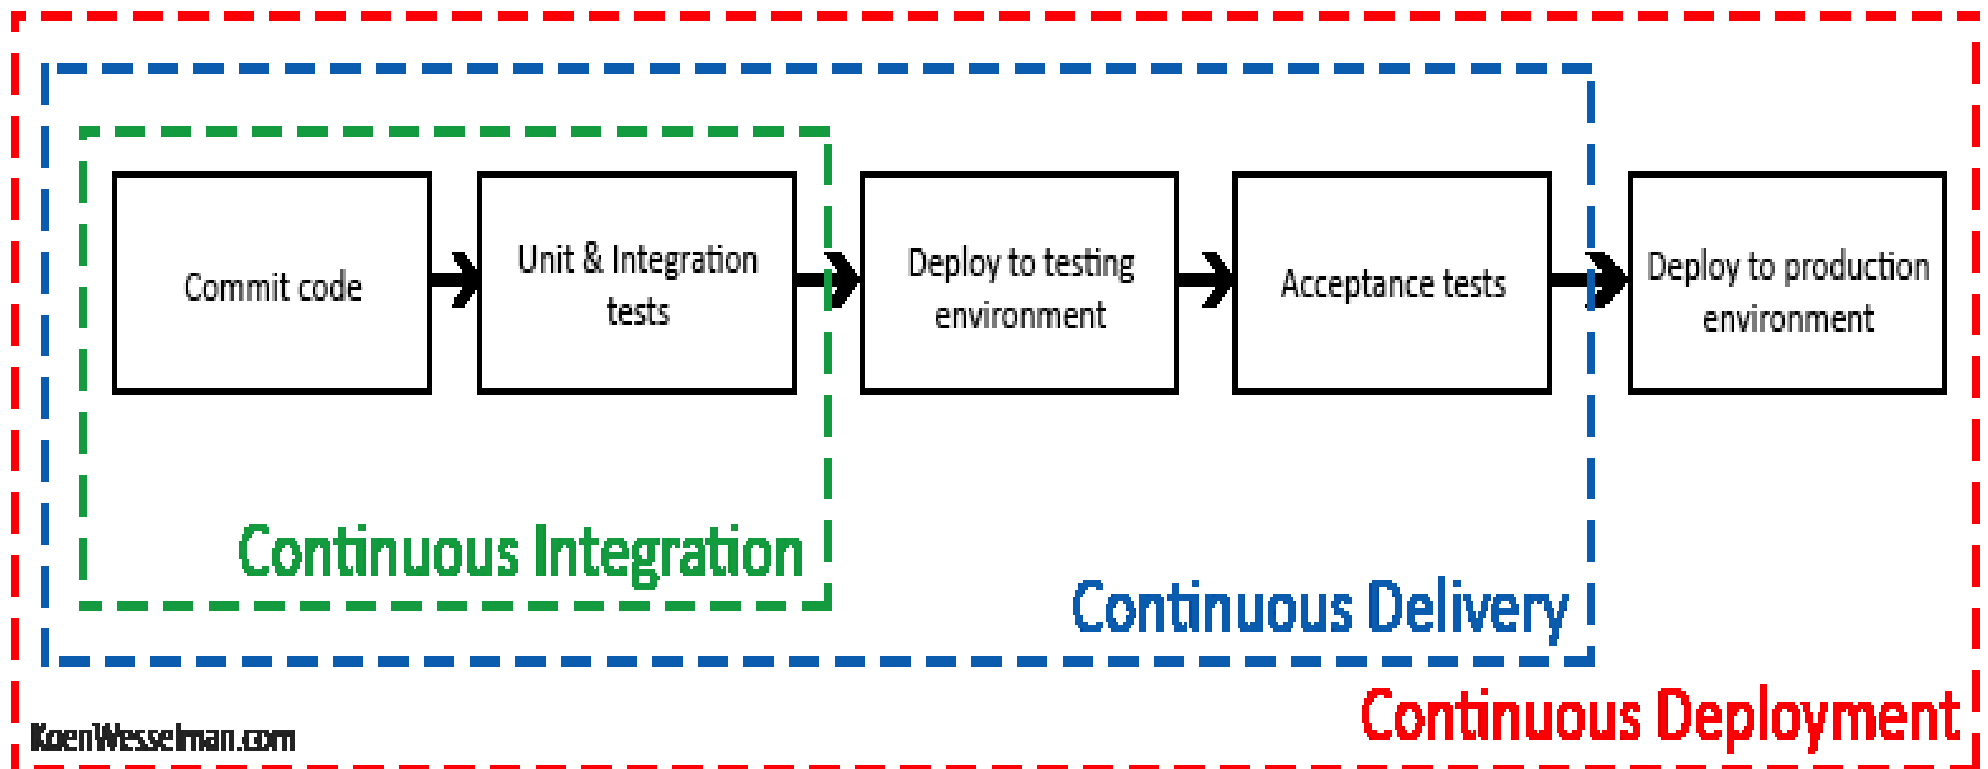 Commit code
Unit & Integration
tests
Deploy to testing
environment
Acceptance tests
Deploy to production
environment
Continuous Integration
Continuous Delivery
Continuous Deployment
KoenWesselman.com